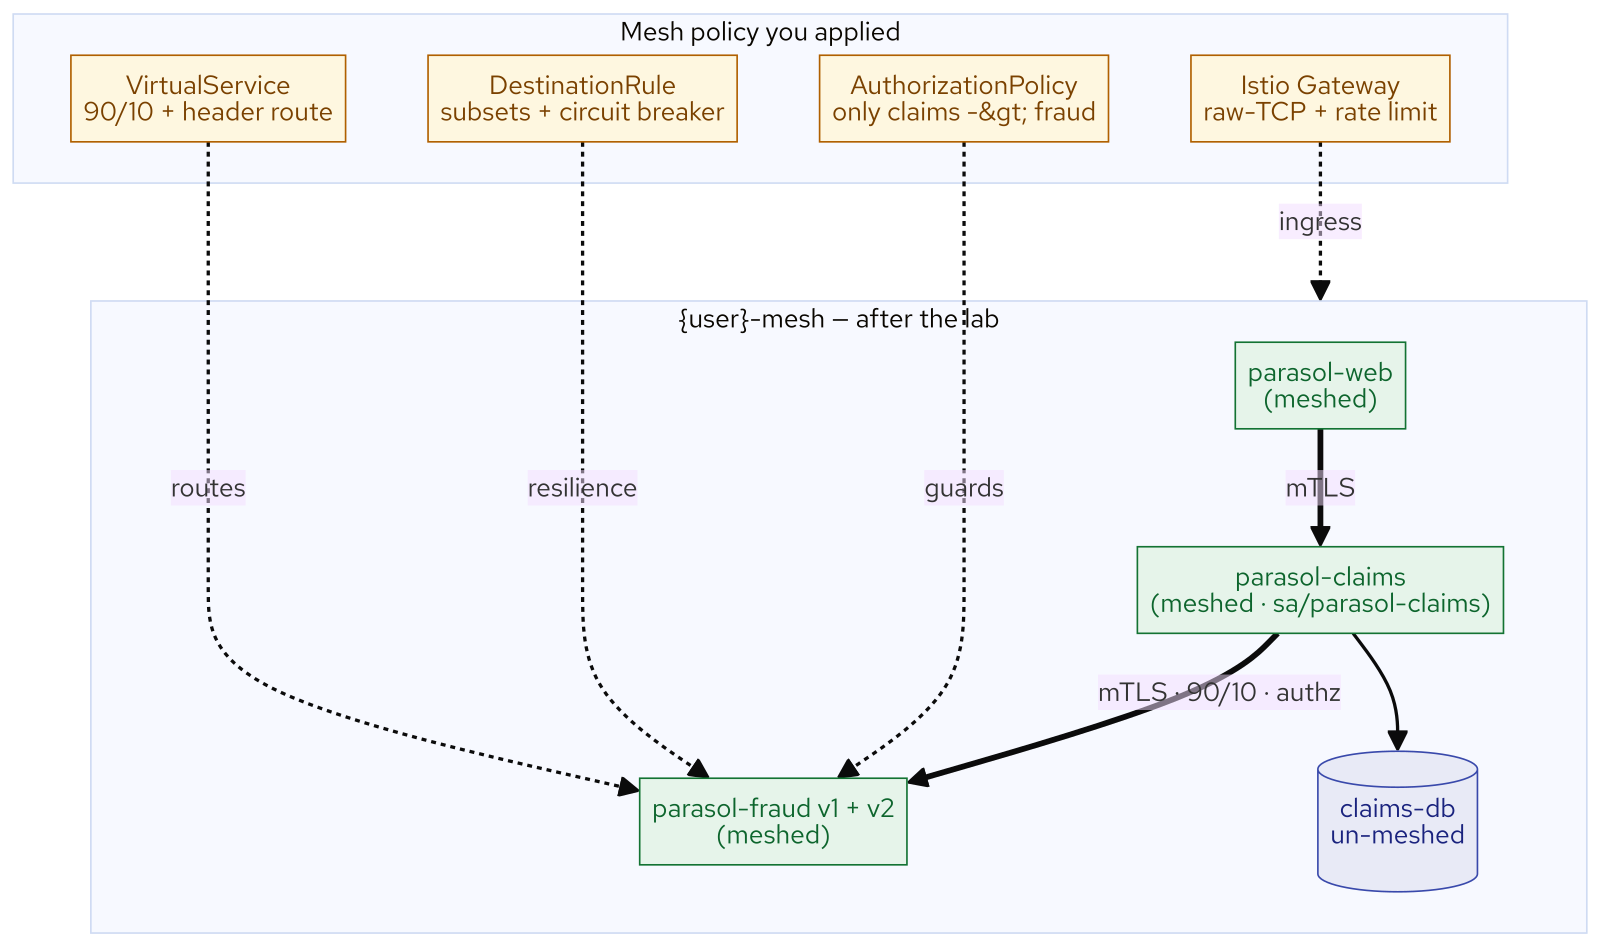 Mesh policy you applied
VirtualService
90/10 + header route
DestinationRule
subsets + circuit breaker
AuthorizationPolicy
only claims -&gt; fraud
Istio Gateway
raw-TCP + rate limit
ingress
{user}-mesh — after the lab
parasol-web
(meshed)
routes
resilience
guards
mTLS
parasol-claims
(meshed · sa/parasol-claims)
mTLS · 90/10 · authz
parasol-fraud v1 + v2
(meshed)
claims-db
un-meshed